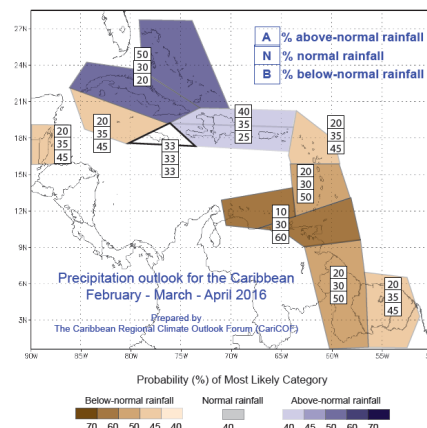 A % above-normal rainfall
N % normal rainfall
B % below-normal rainfall
27N
24N
21N
18N
15N
12N
9N
6N
3N
50
30
20
40
35
25
20
35
45
20
35
45
20
35
45
33
33
33
20
30
50
10
30
60
20
30
50
20
35
45
Precipitation outlook for the Caribbean
February - March - April 2016
Prepared by
The Caribbean Regional Climate Outlook Forum (CariCOF)
90W 85W 80W 75W 70W 65W 60W 55W
Probability (%) of Most Likely Category
Below-normal rainfall Normal rainfall Above-normal rainfall
70 60 50 45 40 40 40 45 50 60 70